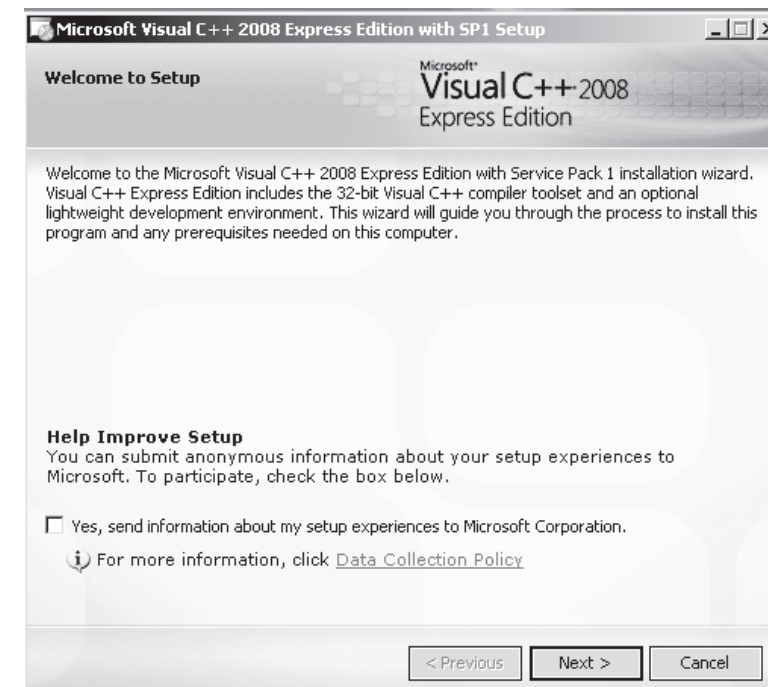 Microsoft Visual C++ 2008 Express Edition with SP1 Setup
Welcome to Setup
Microsoft®
Visual C++ 2008
Express Edition
Welcome to the Microsoft Visual C++ 2008 Express Edition with Service Pack 1 installation wizard.
Visual C++ Express Edition includes the 32-bit Visual C++ compiler toolset and an optional
lightweight development environment. This wizard will guide you through the process to install this
program and any prerequisites needed on this computer.
Help Improve Setup
You can submit anonymous information about your setup experiences to
Microsoft. To participate, check the box below.
Yes, send information about my setup experiences to Microsoft Corporation.
For more information, click Data Collection Policy
< Previous
Next >
Cancel